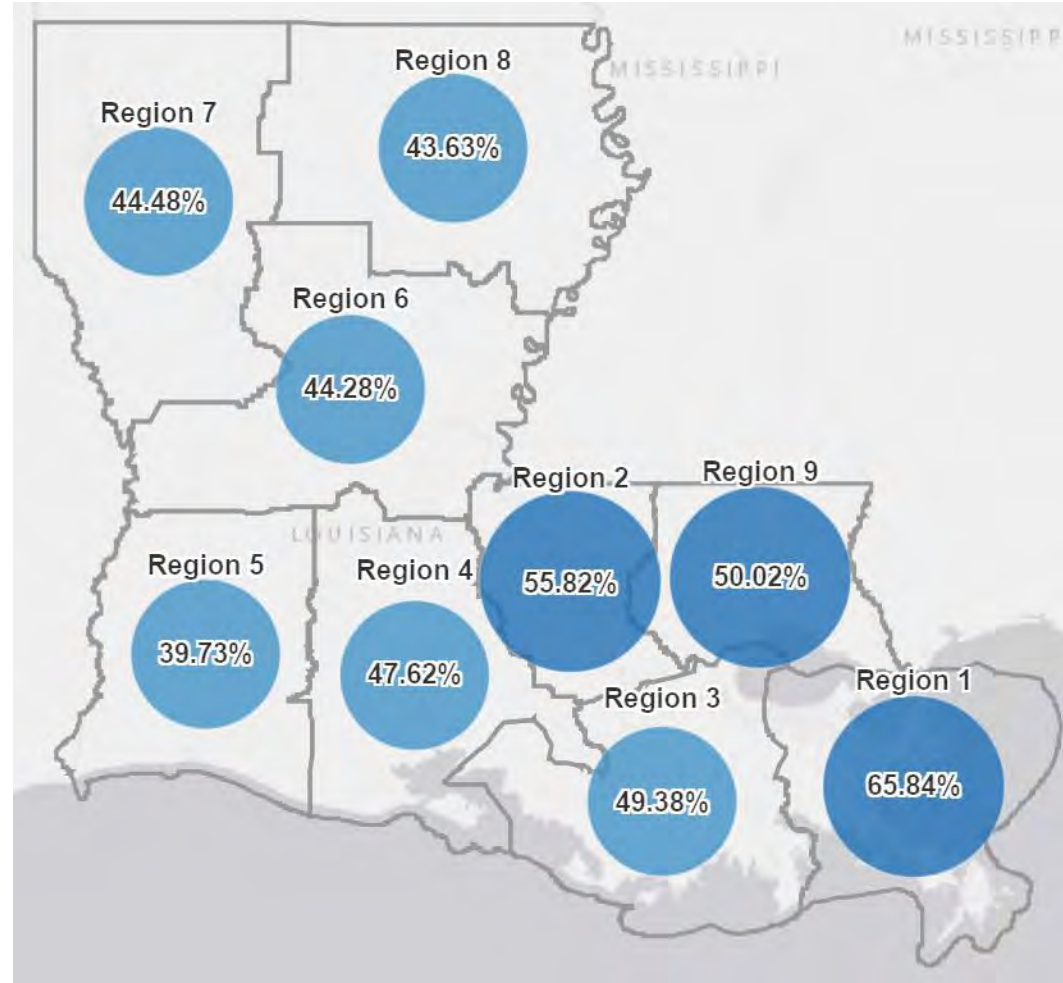 MISSISSIPP
Region 8
MISSISSIPPI
43.63%
Region 7
44.48%
Region 6
44.28%
Region 2
Region 9
LOUISIANA
Region 5
Region 4
55.82%
50.02%
39.73%
47.62%
Region 3
Region 1
49.38%
65.84%